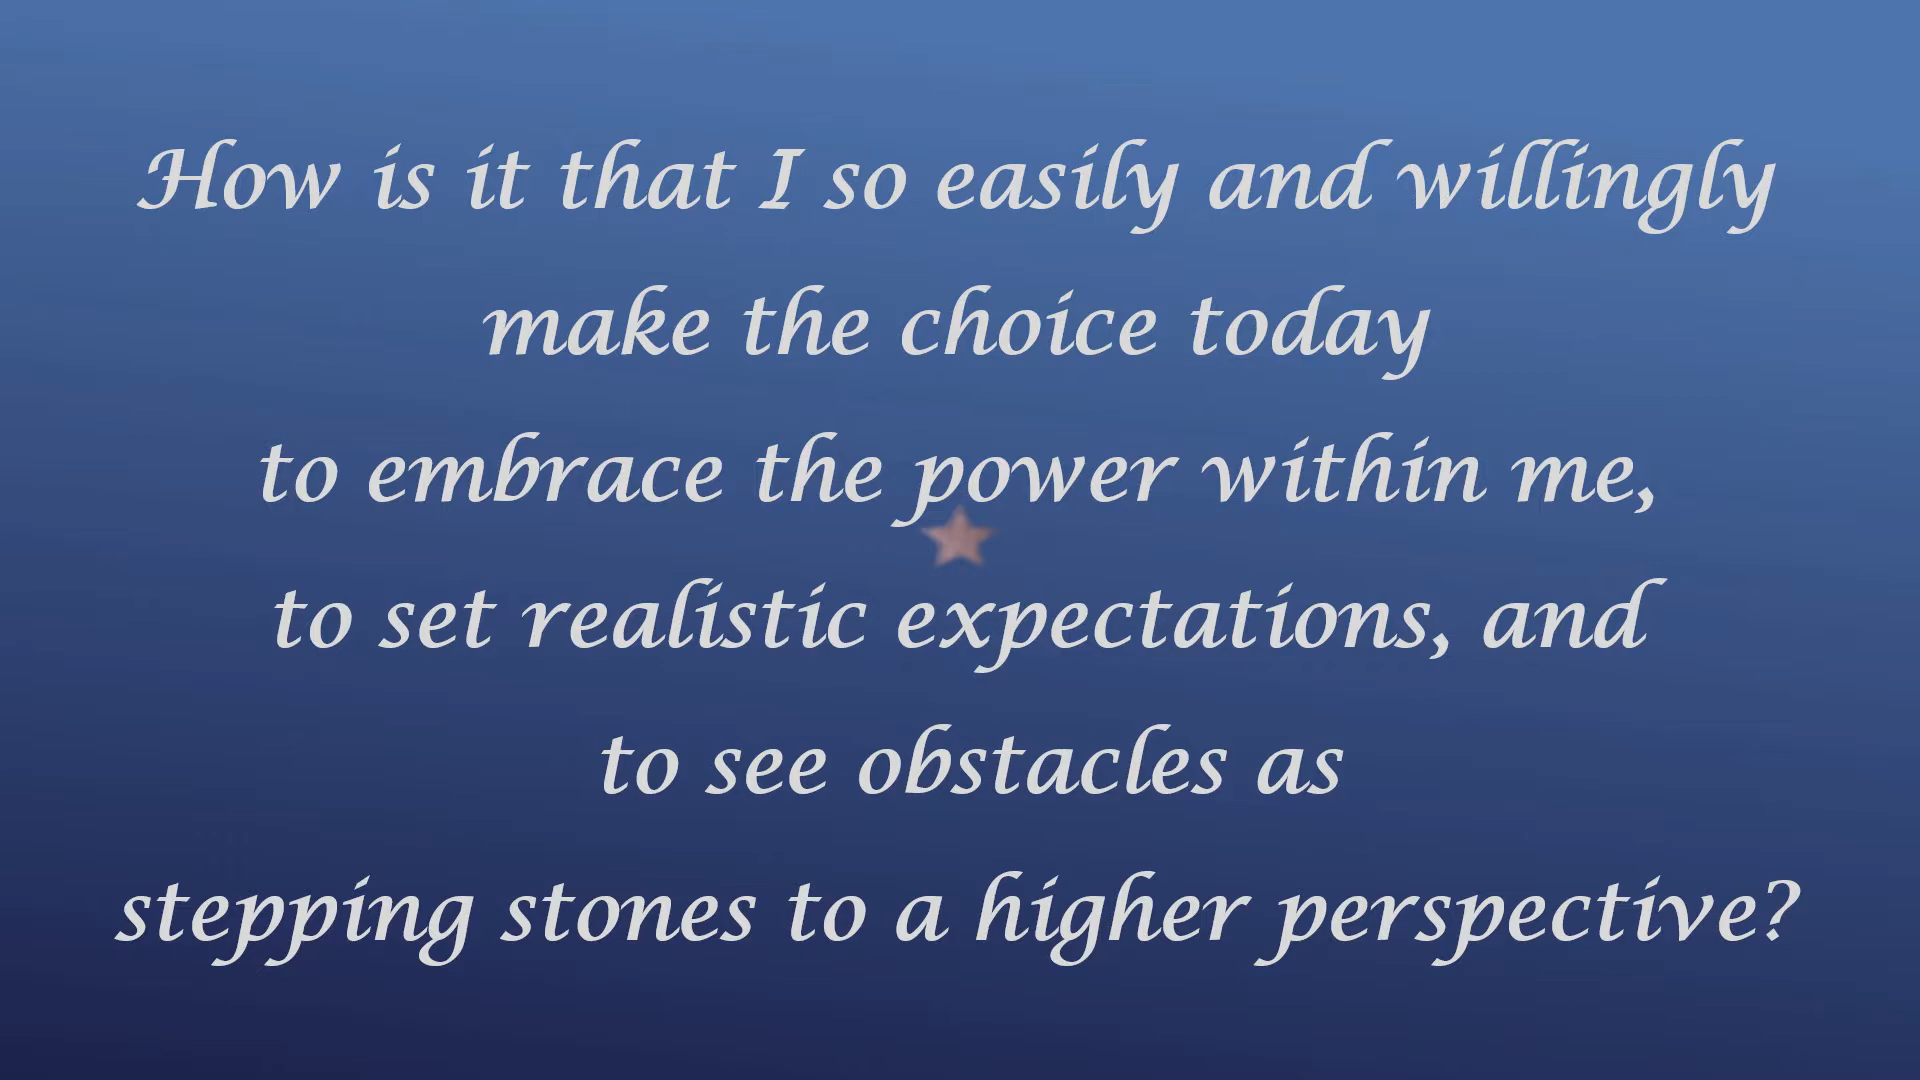 How is it that I so easily and willingly
make the choice today
to embrace the power within me,
to set realistic expectations, and
to see obstacles as
stepping stones to a higher perspective?